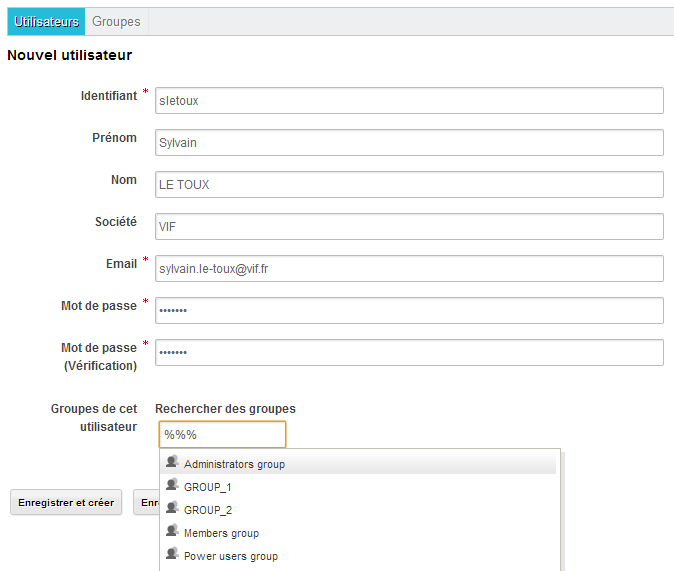 Utilisateurs Groupes
Nouvel utilisateur
Identifiant * sletoux
Prénom Sylvain
Nom LE TOUX
Société VIF
Email * sylvain.le-toux@vif.fr
Mot de passe * •••••••
Mot de passe * •••••••
(Vérification)
Groupes de cet Rechercher des groupes
utilisateur %%%
Administrators group
GROUP_1
Enregistrer et créer
GROUP_2
Members group
Power users group